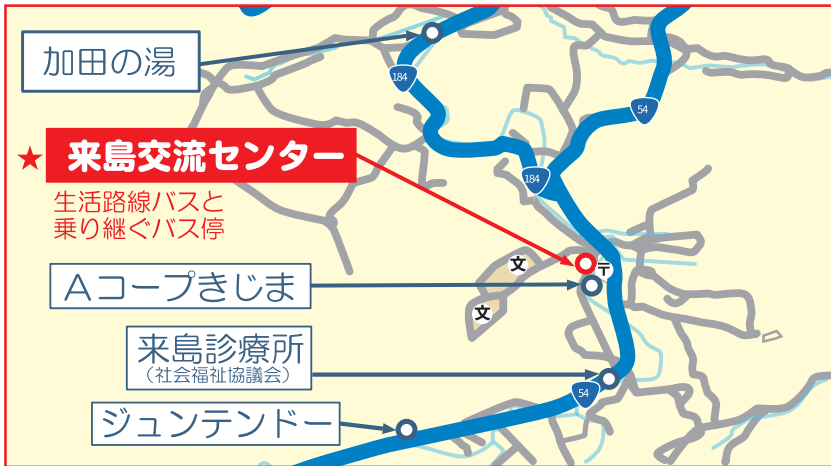 加田の湯
184
54
★ 来島交流センター
生活路線バスと
乗り継ぐバス停
184
文
〒
Aコープきじま
文
来島診療所
（社会福祉協議会）
54
ジュンテンドー